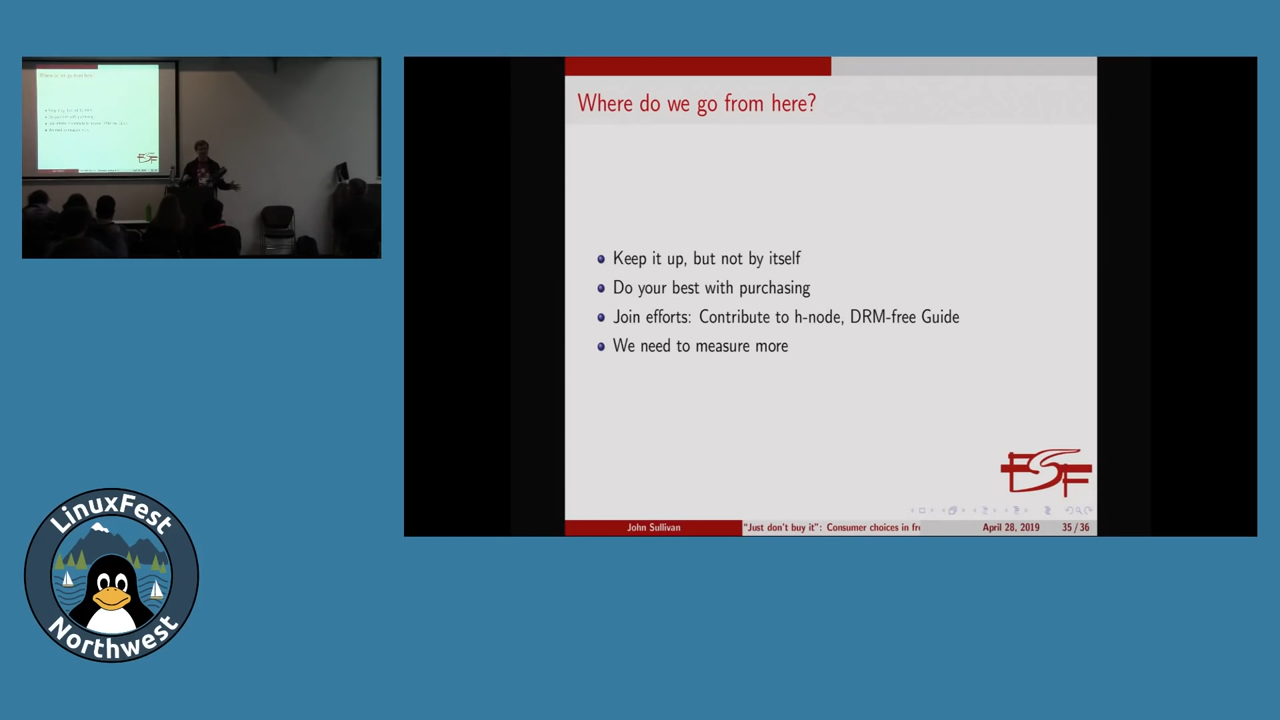 Where do we go from here?
Keep it up, but not by itself
Do your best with purchasing
Join efforts: Contribute to h-node, DRM-free Guide
We need to measure more
FSF
John Sullivan
"Just don't buy it": Consumer choices in fre
April 28, 2019
35 / 36
LinuxFest
Northwest